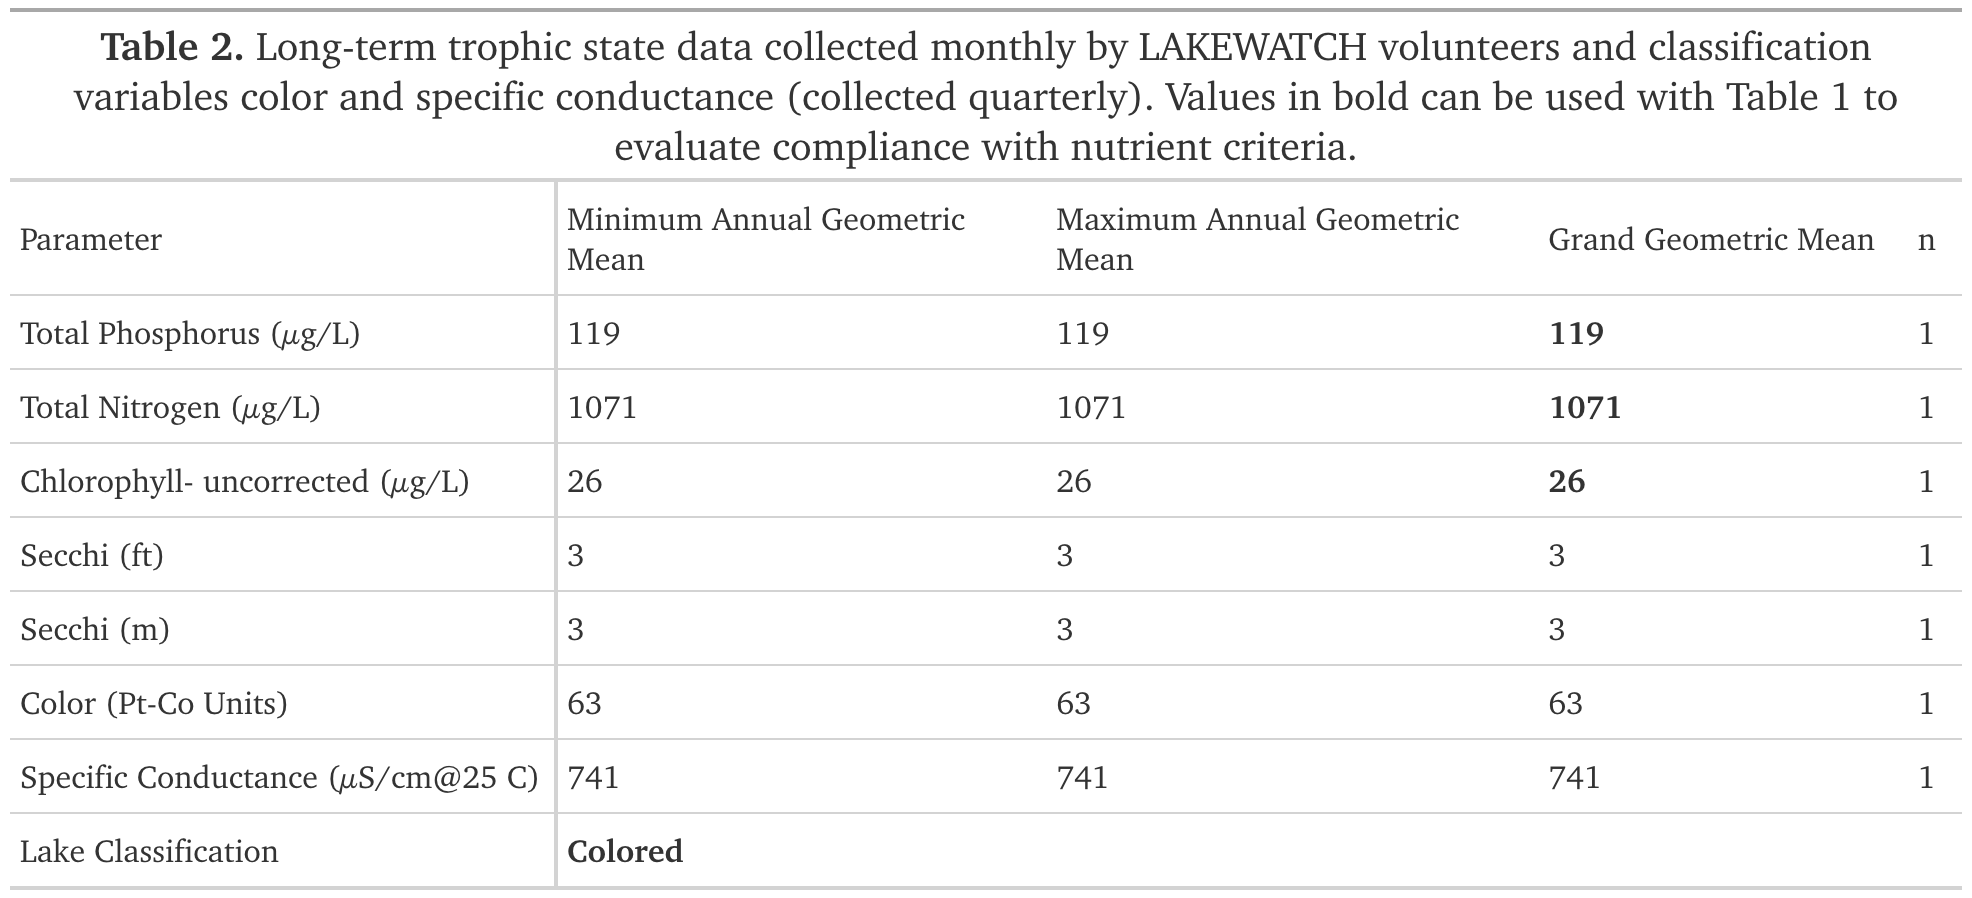 Table 2. Long-term trophic state data collected monthly by LAKEWATCH volunteers and classification
variables color and specific conductance (collected quarterly). Values in bold can be used with Table 1 to
evaluate compliance with nutrient criteria.
Parameter Minimum Annual Geometric Mean Maximum Annual Geometric Mean Grand Geometric Mean n
Total Phosphorus (µg/L) 119 119 119 1
Total Nitrogen (µg/L) 1071 1071 1071 1
Chlorophyll- uncorrected (µg/L) 26 26 26 1
Secchi (ft) 3 3 3 1
Secchi (m) 3 3 3 1
Color (Pt-Co Units) 63 63 63 1
Specific Conductance (µS/cm@25 C) 741 741 741 1
Lake Classification Colored